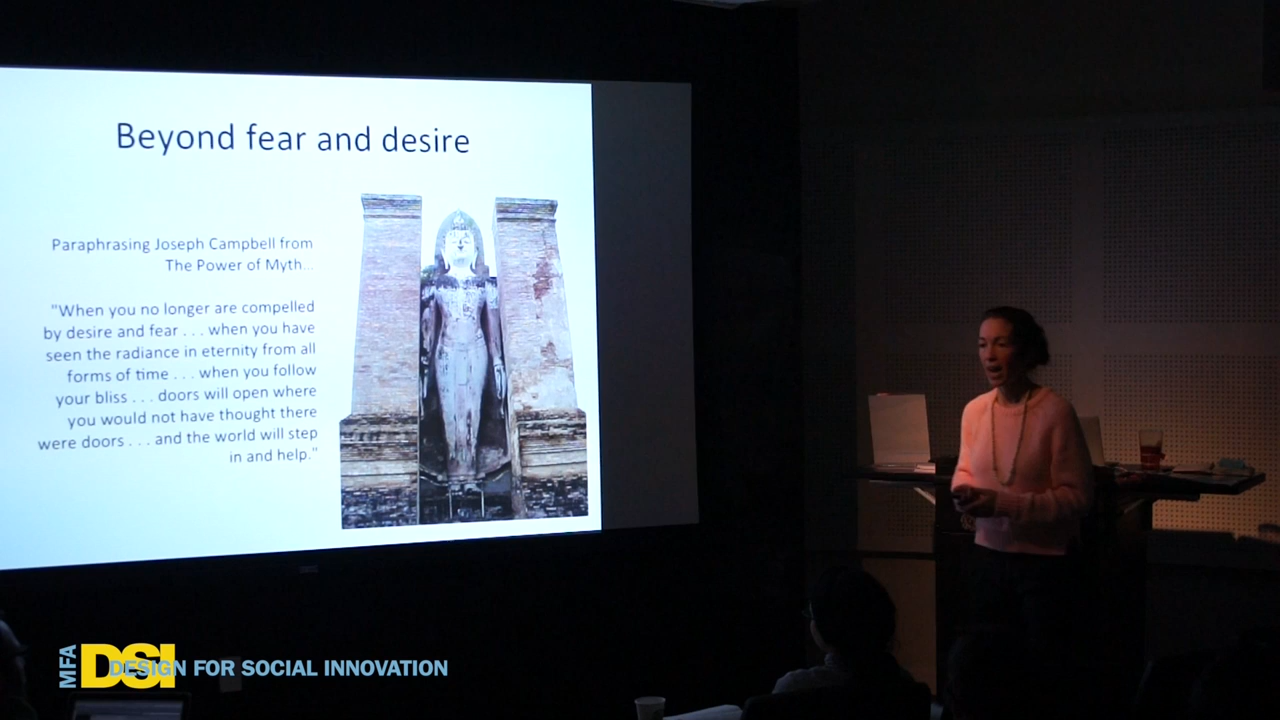 Beyond fear and desire
Paraphrasing Joseph Campbell from
The Power of Myth...
"When you no longer are compelled
by desire and fear . . . when you have
seen the radiance in eternity from all
forms of time . . . when you follow
your bliss . . . doors will open where
you would not have thought there
were doors . . . and the world will step
in and help."
MFA
DSI
DESIGN FOR SOCIAL INNOVATION